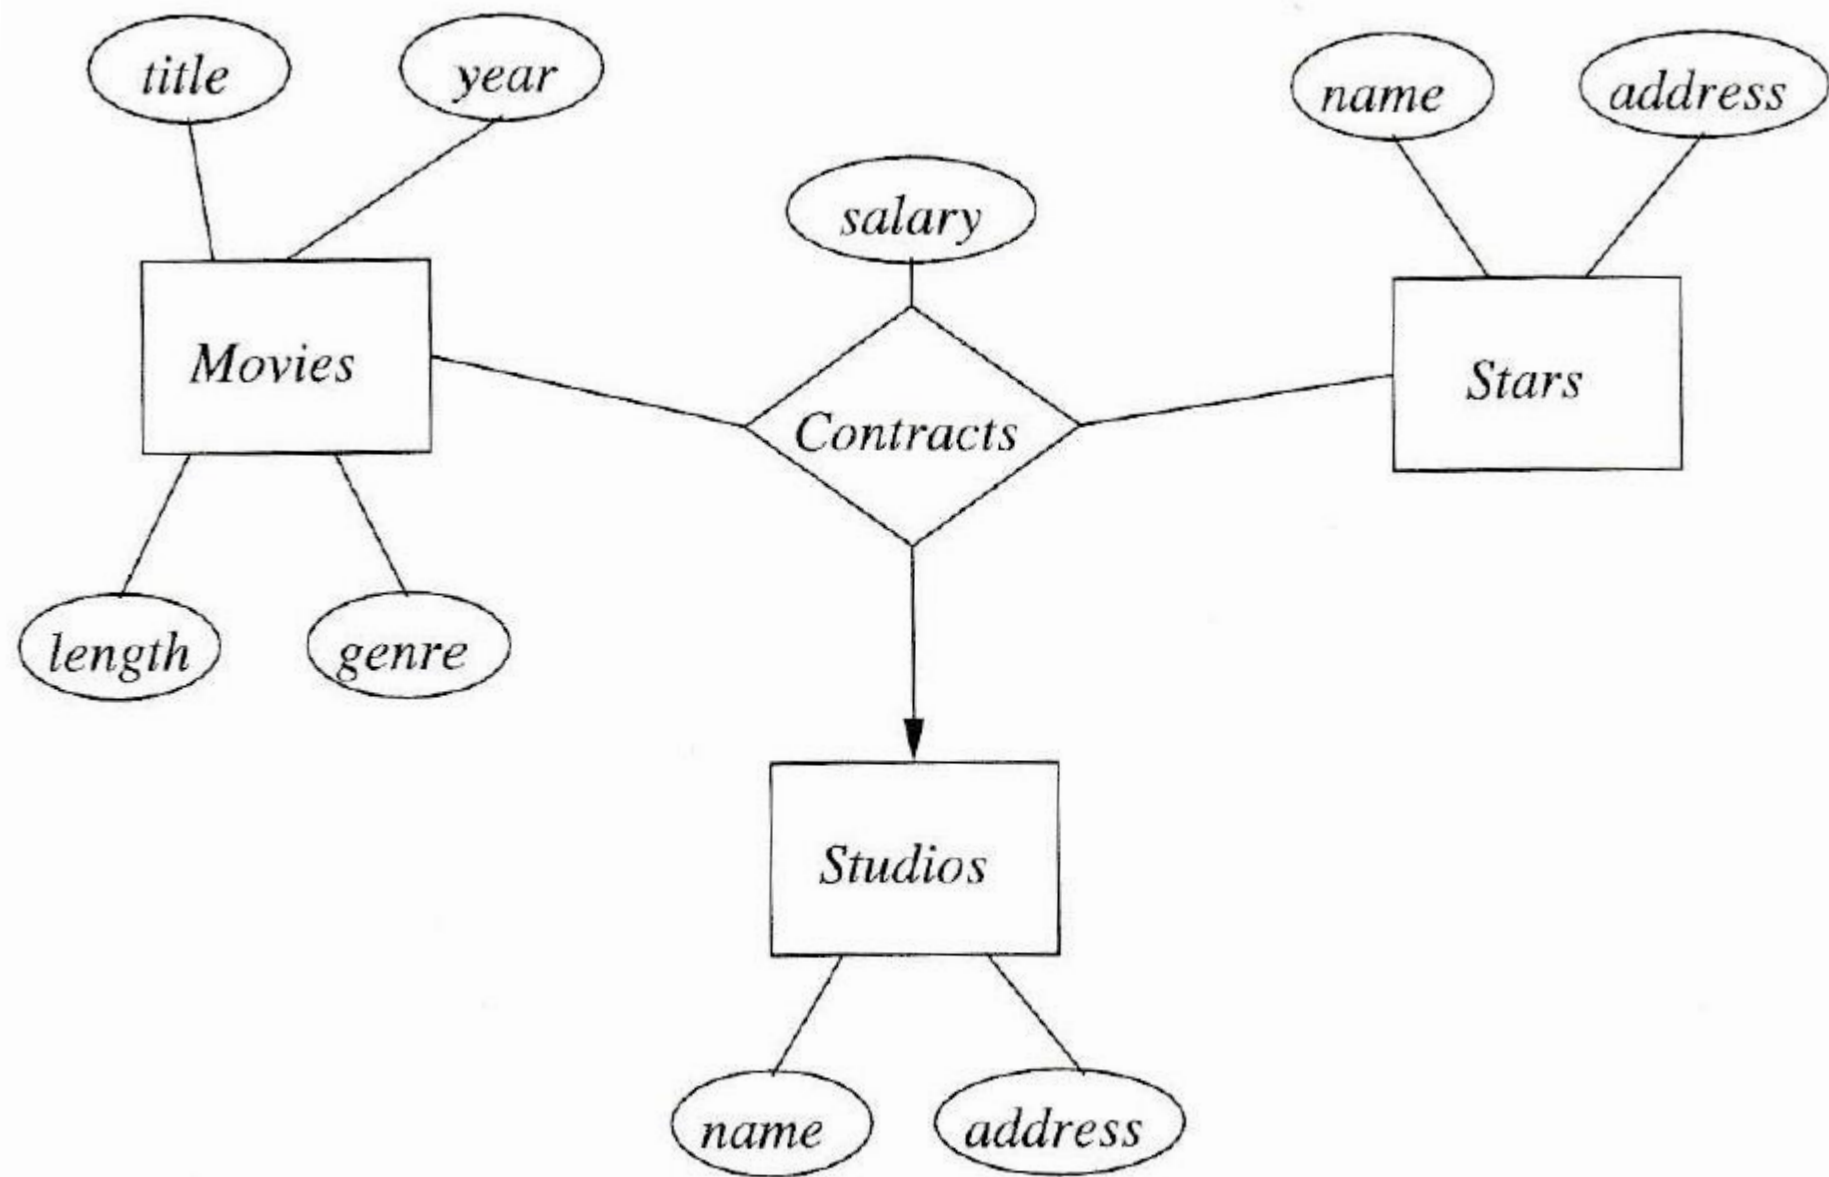 title
year
name
address
salary
Movies
Contracts
Stars
length
genre
Studios
name
address